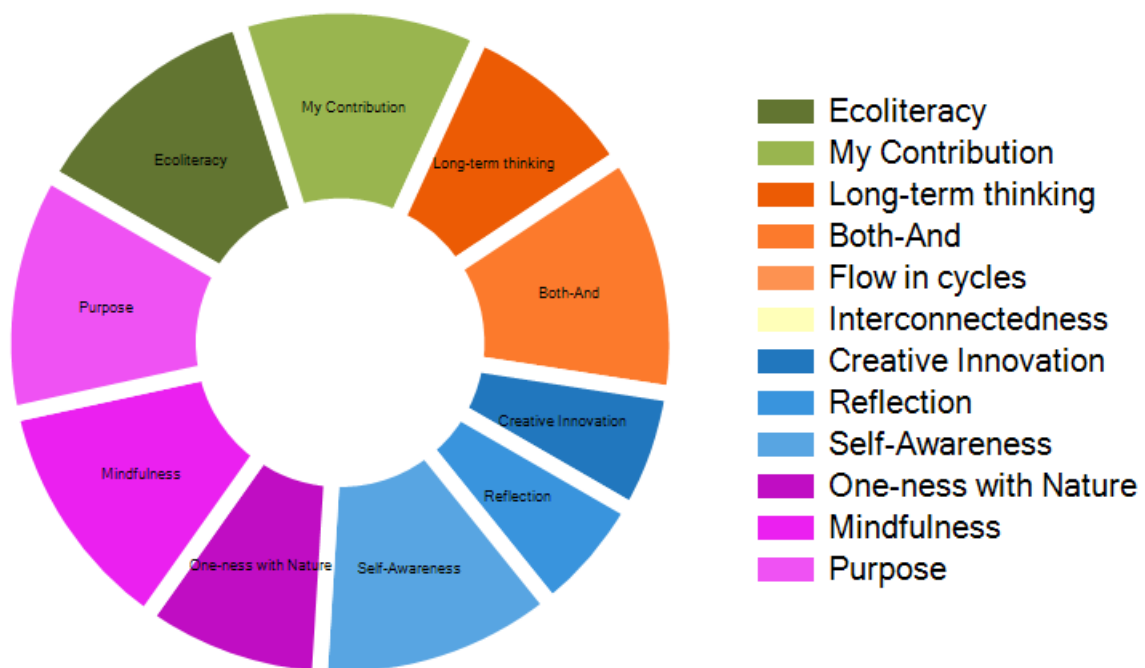 My Contribution
Ecoliteracy
Long-term thinking
Both-And
Purpose
Creative Innovation
Mindfulness
Reflection
One-ness with Nature
Self-Awareness
Ecoliteracy
My Contribution
Long-term thinking
Both-And
Flow in cycles
Interconnectedness
Creative Innovation
Reflection
Self-Awareness
One-ness with Nature
Mindfulness
Purpose